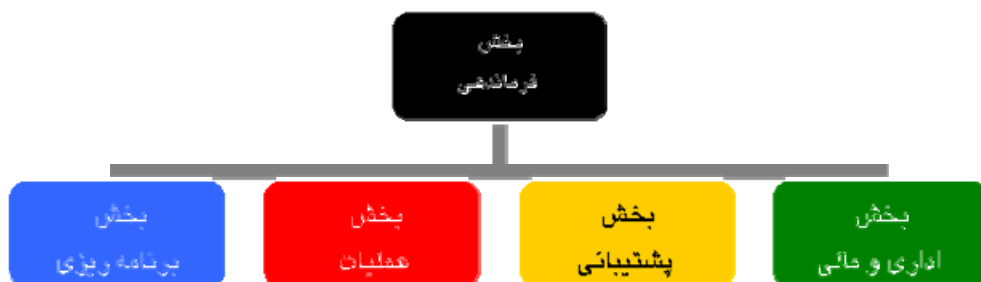 بخش
فرماندهی
بخش
اداری و مالی
بخش
پشتیبانی
بخش
عملیات
بخش
برنامه ریزی